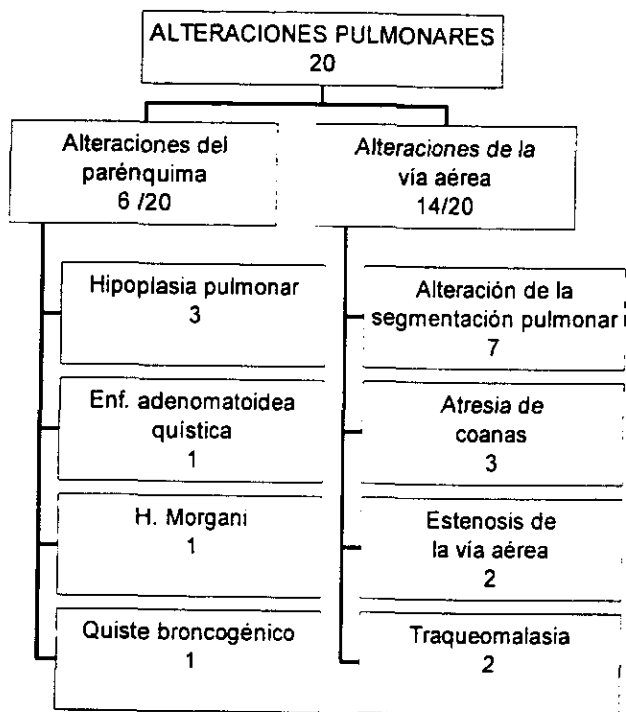 ALTERACIONES PULMONARES
20
Alteraciones del
parénquima
6 /20
Alteraciones de la
vía aérea
14/20
Hipoplasia pulmonar
3
Enf. adenomatoidea
quística
1
H. Morgani
1
Quiste broncogénico
1
Alteración de la
segmentación pulmonar
7
Atresia de
coanas
3
Estenosis de
la vía aérea
2
Traqueomalasia
2